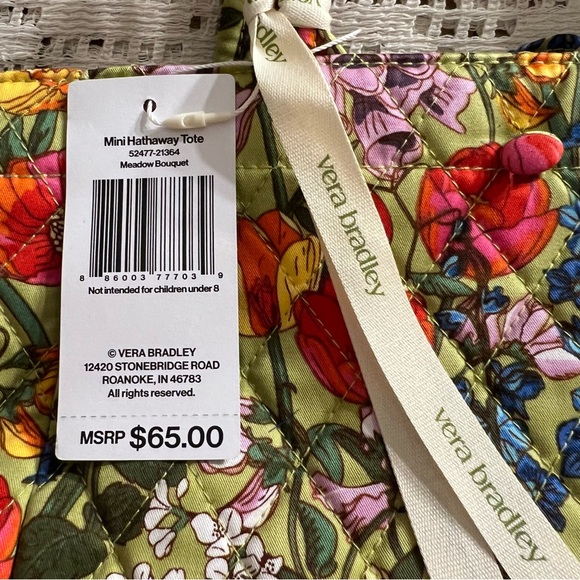 bradley
Mini Hathaway Tote
52477-21364
Meadow Bouquet
8 86003 77703 9
Not intended for children under 8
© VERA BRADLEY
12420 STONEBRIDGE ROAD
ROANOKE, IN 46783
All rights reserved.
MSRP $65.00
vera bradley
vera bradley